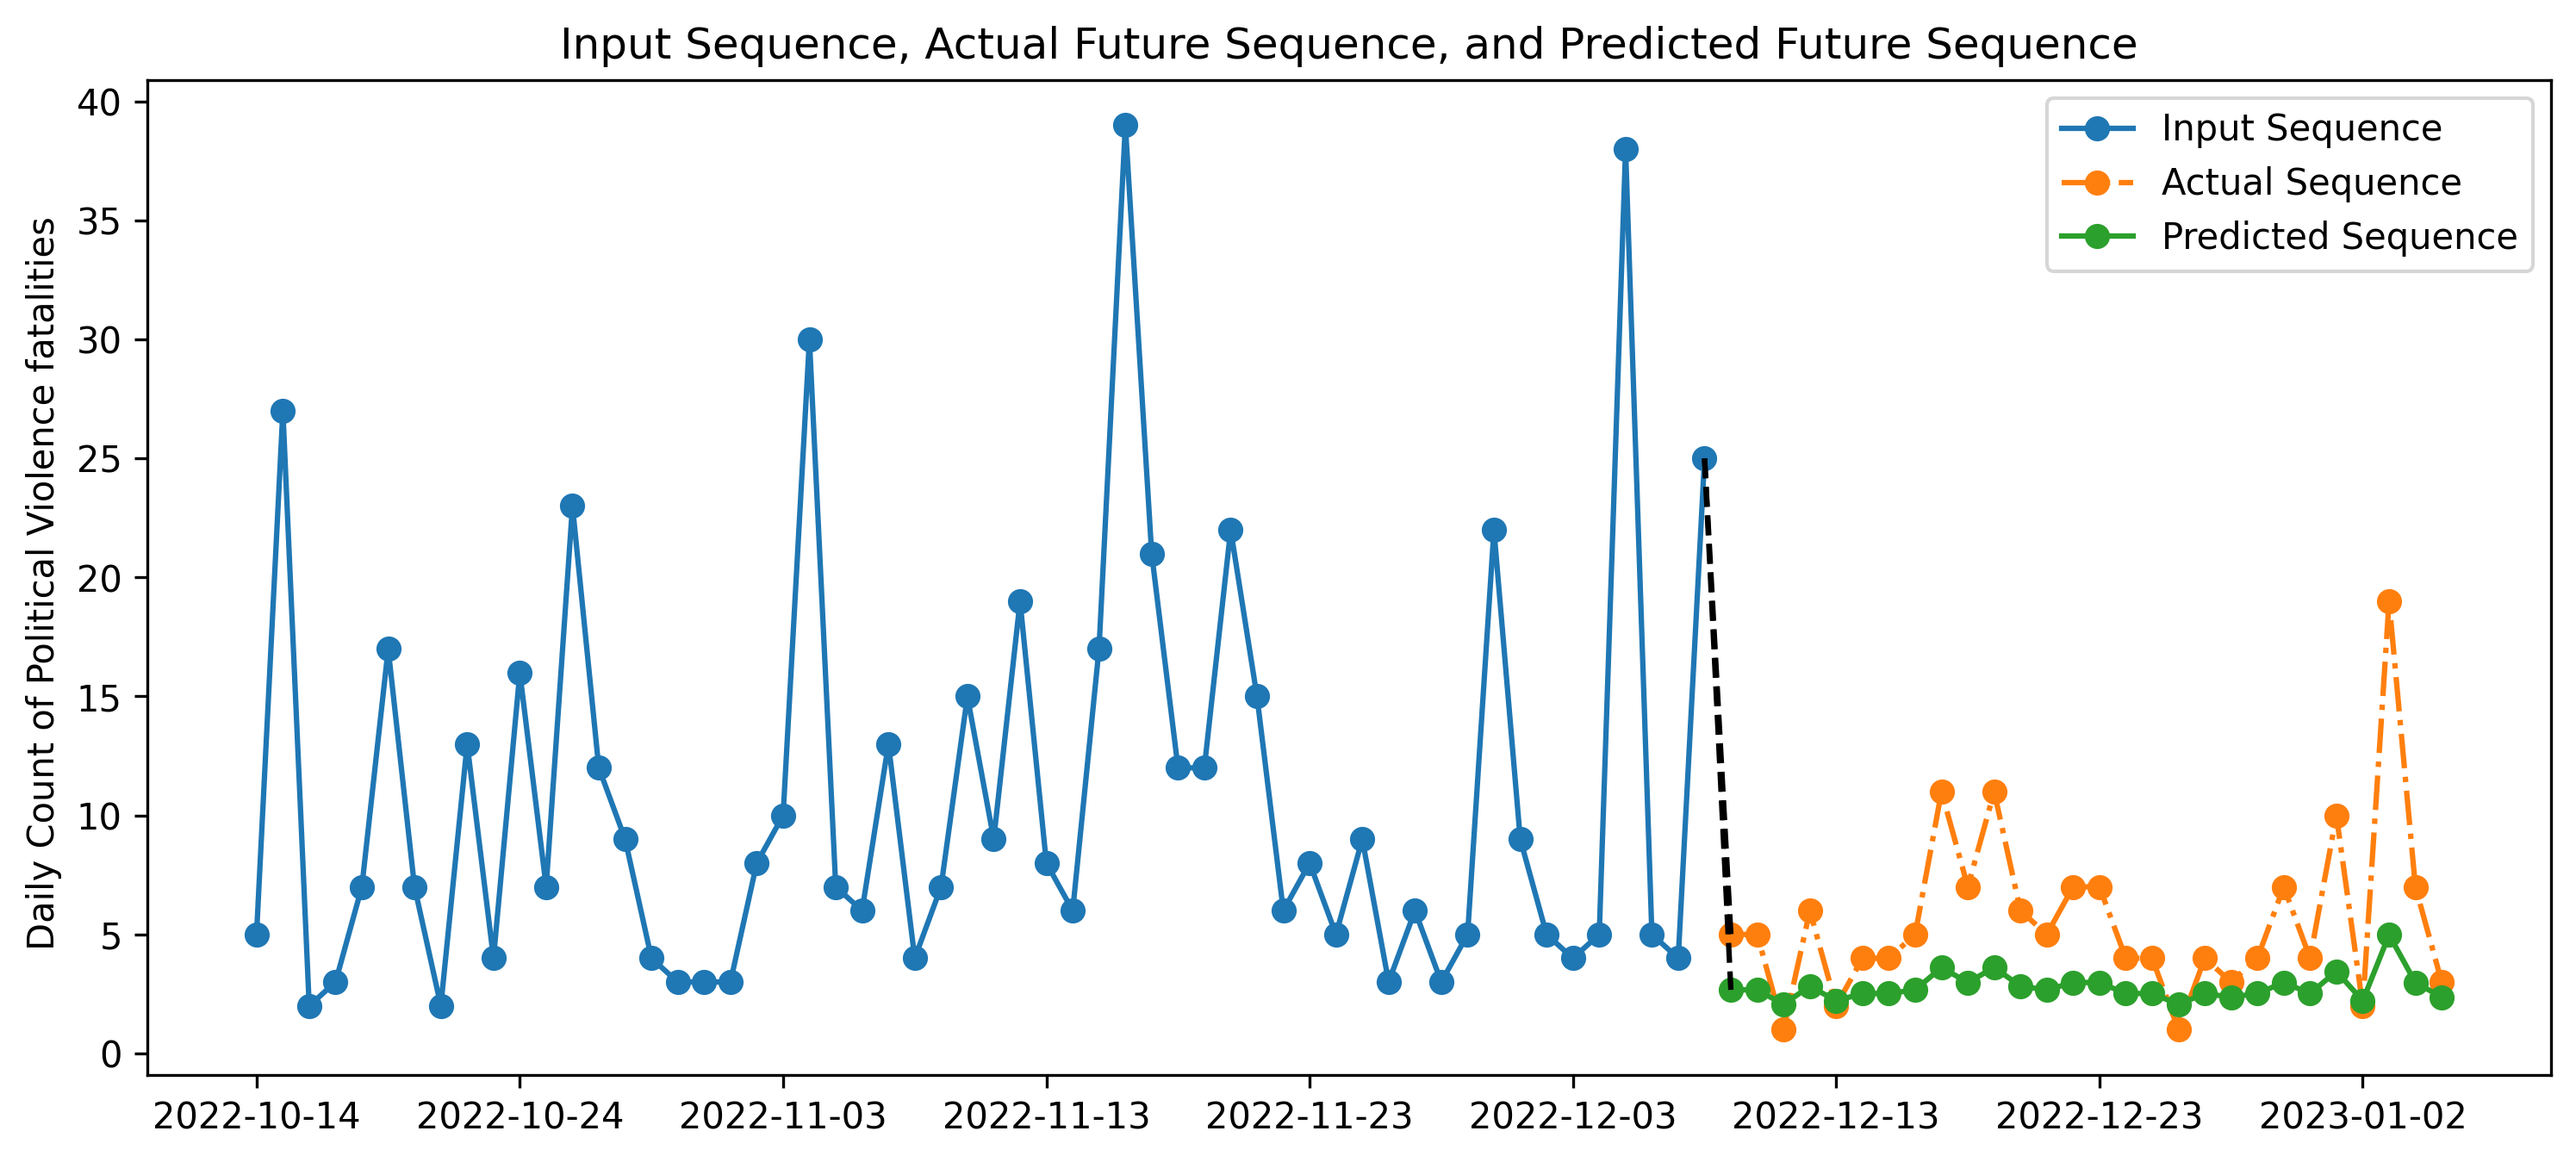 Input Sequence, Actual Future Sequence, and Predicted Future Sequence
Daily Count of Political Violence fatalities
40
35
30
25
20
15
10
5
0
Input Sequence
Actual Sequence
Predicted Sequence
2022-10-14 2022-10-24 2022-11-03 2022-11-13 2022-11-23 2022-12-03 2022-12-13 2022-12-23 2023-01-02